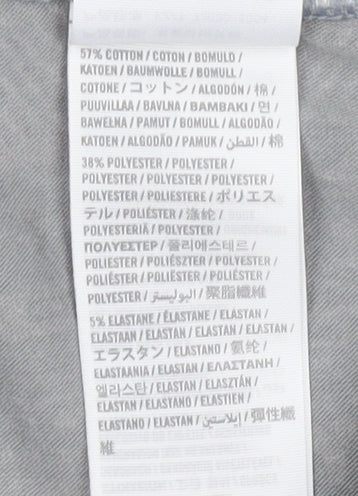 57% COTTON / COTON / BOMULD /
KATOEN / BAUMWOLLE / BOMULL /
COTONE / コットン / ALGODÓN / 棉 /
PUUVILLAA / BAVLNA / ΒΑΜΒΑΚΙ / 면 /
BAWEŁNA / PAMUT / BOMULL / ALGODÃO /
KATOEN / ALGODÃO / PAMUK / القطن / 棉
38% POLYESTER / POLYESTER /
POLYESTER / POLYESTER / POLYESTER /
POLYESTER / POLIESTERE / ポリエス
テル / POLIÉSTER / 涤纶 /
POLYESTERIÄ / POLYESTER /
ΠΟΛΥΕΣΤΕΡ / 폴리에스테르 /
POLIESTER / POLIÉSZTER / POLYESTER /
POLIÉSTER / POLIÉSTER / POLIÉSTER /
POLYESTER / البوليستر / 聚脂纖維
5% ELASTANE / ÉLASTANE / ELASTAN /
ELASTAAN / ELASTAN / ELASTAN / ELASTAN /
エラスタン / ELASTANO / 氨纶 /
ELASTAANIA / ELASTAN / ΕΛΑΣΤΑΝΗ /
엘라스탄 / ELASTAN / ELASZTÁN /
ELASTAN / ELASTANO / ELASTIEN /
ELASTANO / ELASTAN / إيلاستين / 彈性纖
維